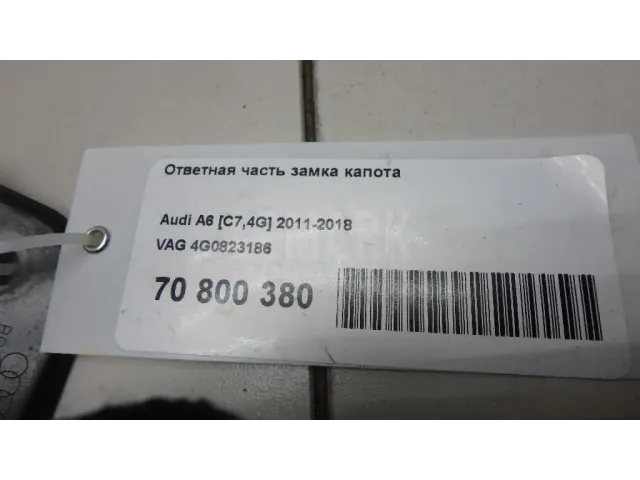 Ответная часть замка капота
Audi A6 [C7,4G] 2011-2018
VAG 4G0823186
70 800 380